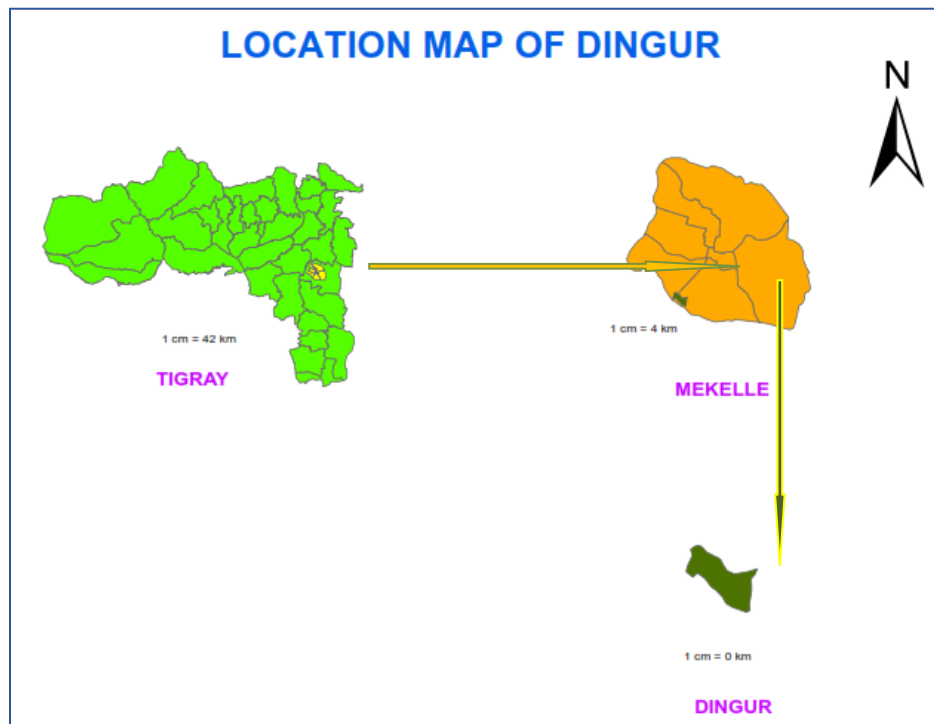 LOCATION MAP OF DINGUR
N
1 cm = 42 km
TIGRAY
1 cm = 4 km
MEKELLE
1 cm = 0 km
DINGUR